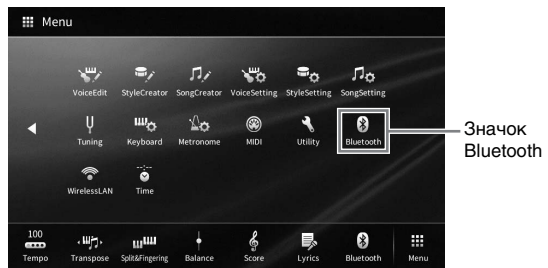 Menu
VoiceEdit StyleCreator SongCreator VoiceSetting StyleSetting SongSetting
Tuning Keyboard Metronome MIDI Utility Bluetooth
WirelessLAN Time
Значок
Bluetooth
100
Tempo Transpose Split&Fingering Balance Score Lyrics Bluetooth Menu